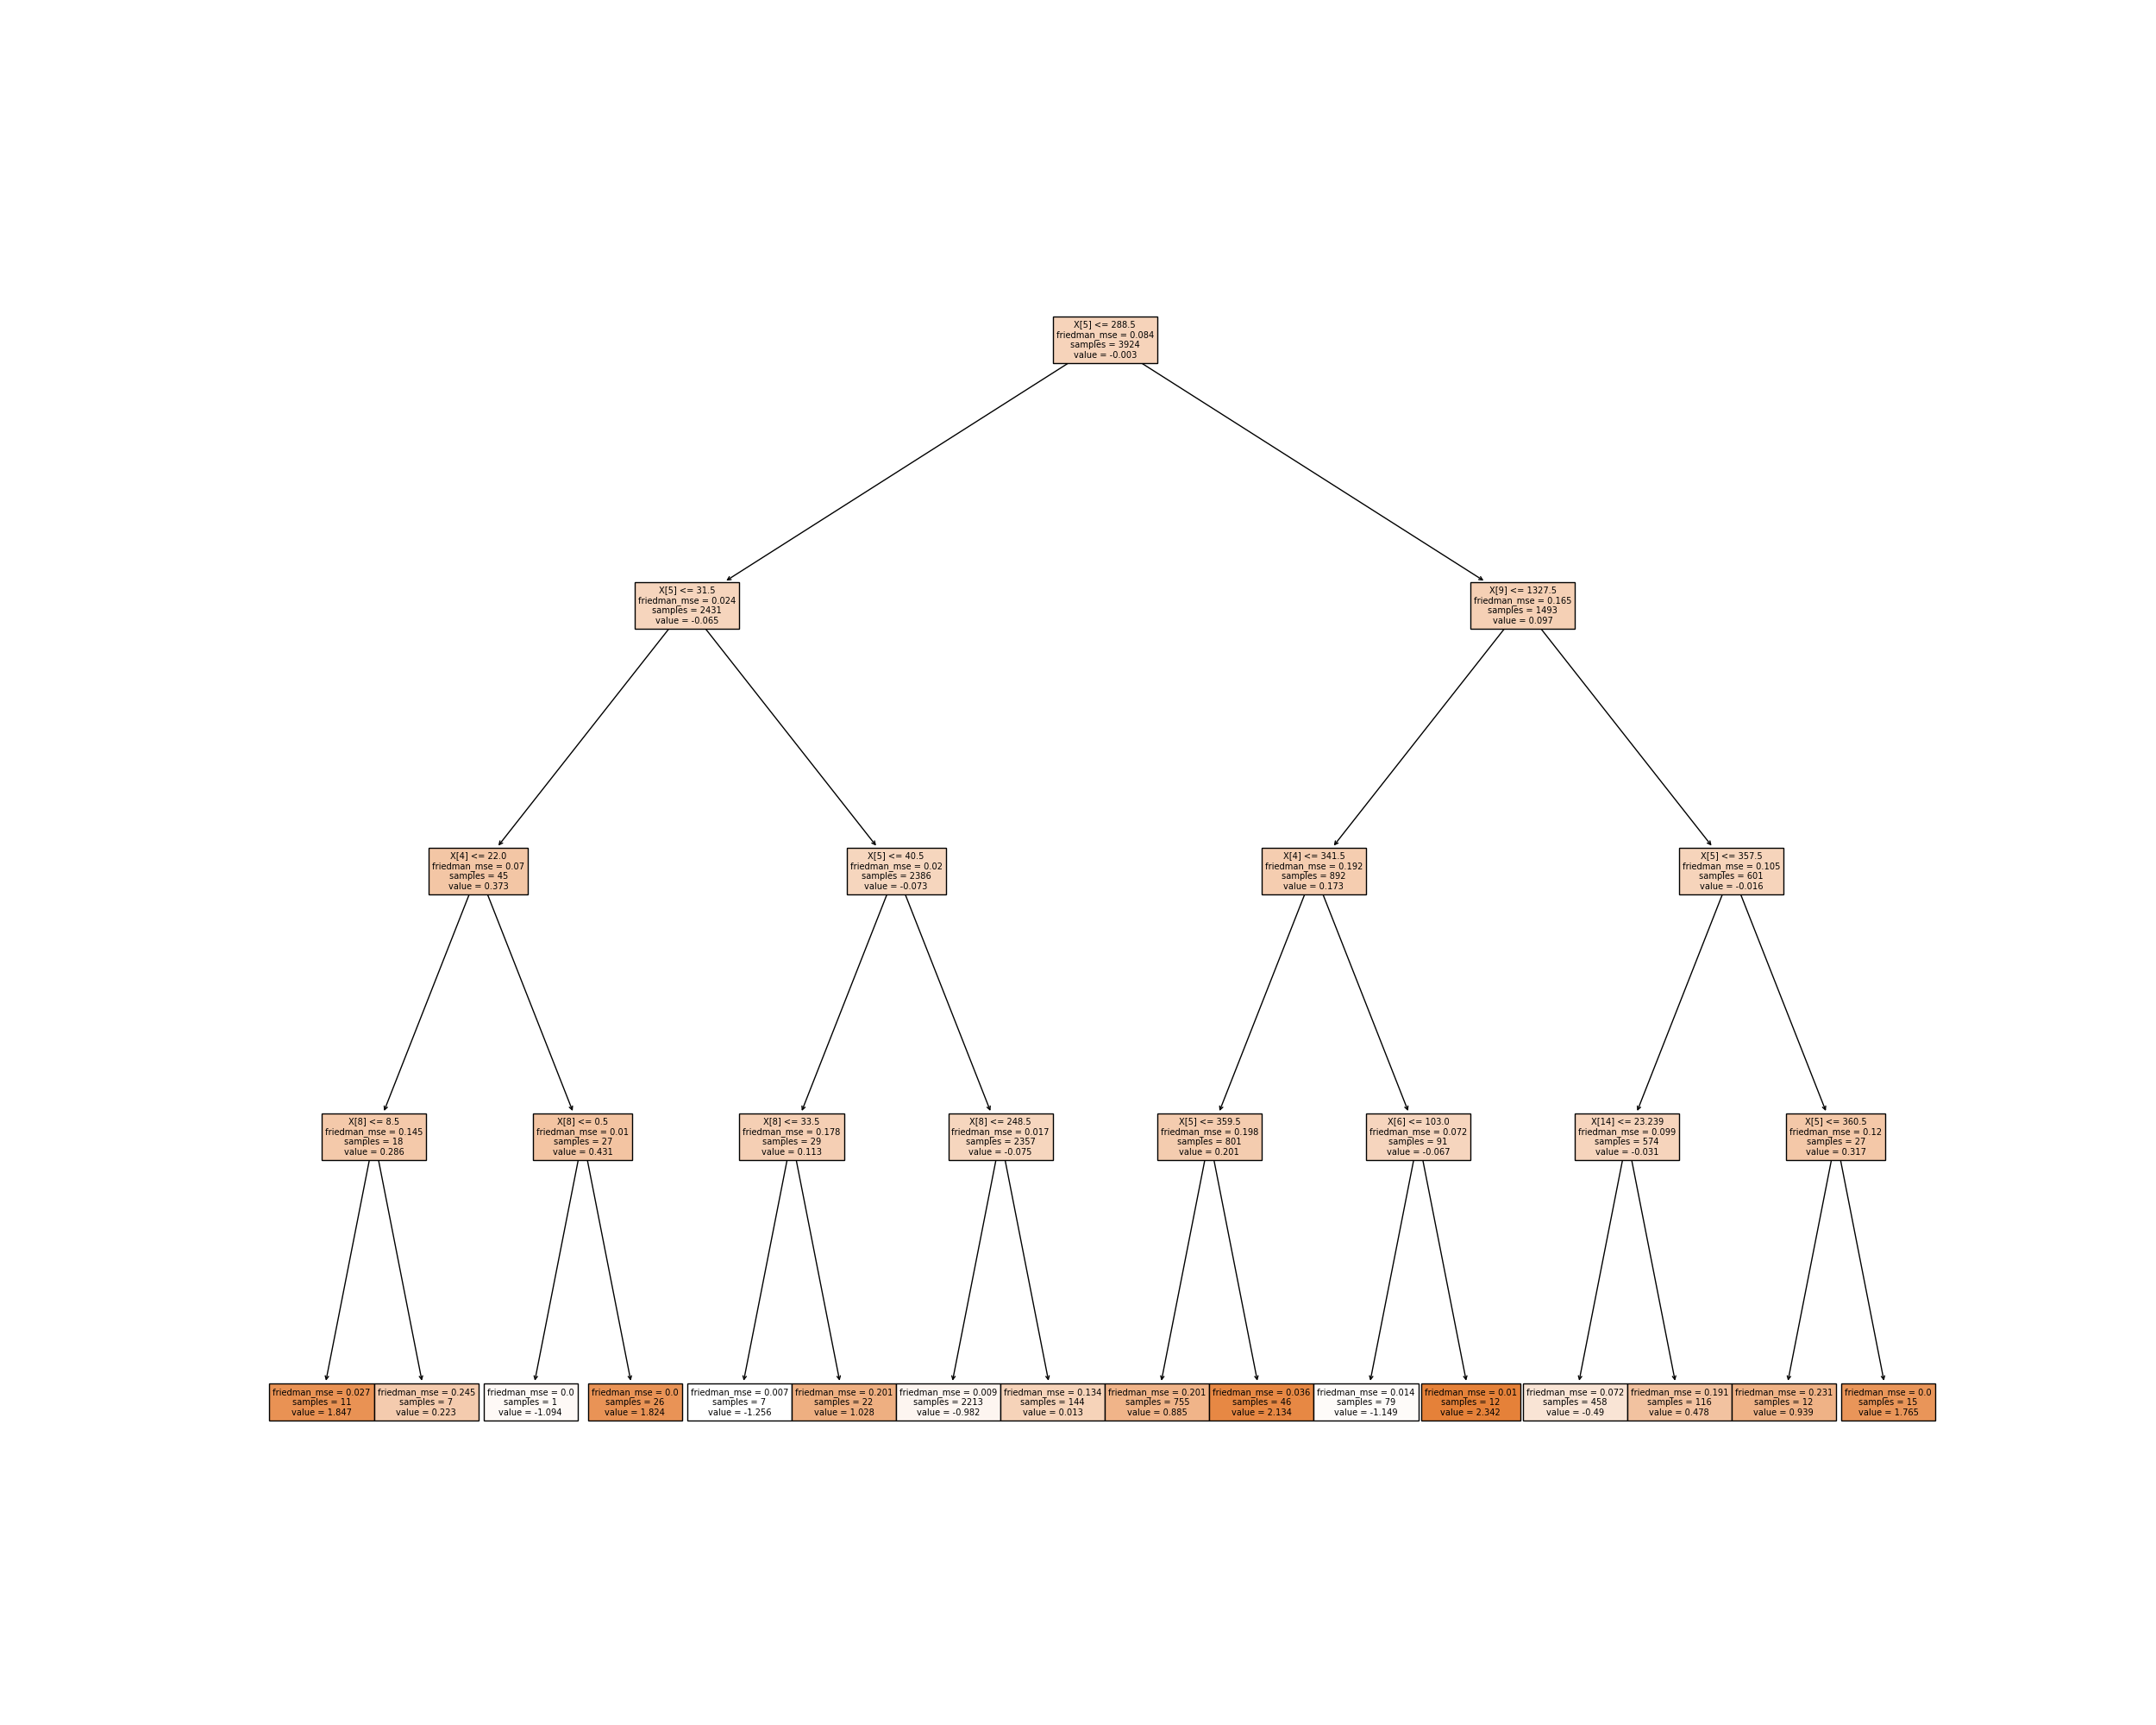 X[5] <= 288.5
friedman_mse = 0.084
samples = 3924
value = -0.003
X[5] <= 31.5
friedman_mse = 0.024
samples = 2431
value = -0.065
X[9] <= 1327.5
friedman_mse = 0.165
samples = 1493
value = 0.097
X[4] <= 22.0
friedman_mse = 0.07
samples = 45
value = 0.373
X[5] <= 40.5
friedman_mse = 0.02
samples = 2386
value = -0.073
X[4] <= 341.5
friedman_mse = 0.192
samples = 892
value = 0.173
X[5] <= 357.5
friedman_mse = 0.105
samples = 601
value = -0.016
X[8] <= 8.5
friedman_mse = 0.145
samples = 18
value = 0.286
X[8] <= 0.5
friedman_mse = 0.01
samples = 27
value = 0.431
X[8] <= 33.5
friedman_mse = 0.178
samples = 29
value = 0.113
X[8] <= 248.5
friedman_mse = 0.017
samples = 2357
value = -0.075
X[5] <= 359.5
friedman_mse = 0.198
samples = 801
value = 0.201
X[6] <= 103.0
friedman_mse = 0.072
samples = 91
value = -0.067
X[14] <= 23.239
friedman_mse = 0.099
samples = 574
value = -0.031
X[5] <= 360.5
friedman_mse = 0.12
samples = 27
value = 0.317
friedman_mse = 0.027
samples = 11
value = 1.847
friedman_mse = 0.245
samples = 7
value = 0.223
friedman_mse = 0.0
samples = 1
value = -1.094
friedman_mse = 0.0
samples = 26
value = 1.824
friedman_mse = 0.007
samples = 7
value = -1.256
friedman_mse = 0.201
samples = 22
value = 1.028
friedman_mse = 0.009
samples = 2213
value = -0.982
friedman_mse = 0.134
samples = 144
value = 0.013
friedman_mse = 0.201
samples = 755
value = 0.885
friedman_mse = 0.036
samples = 46
value = 2.134
friedman_mse = 0.014
samples = 79
value = -1.149
friedman_mse = 0.01
samples = 12
value = 2.342
friedman_mse = 0.072
samples = 458
value = -0.49
friedman_mse = 0.191
samples = 116
value = 0.478
friedman_mse = 0.231
samples = 12
value = 0.939
friedman_mse = 0.0
samples = 15
value = 1.765